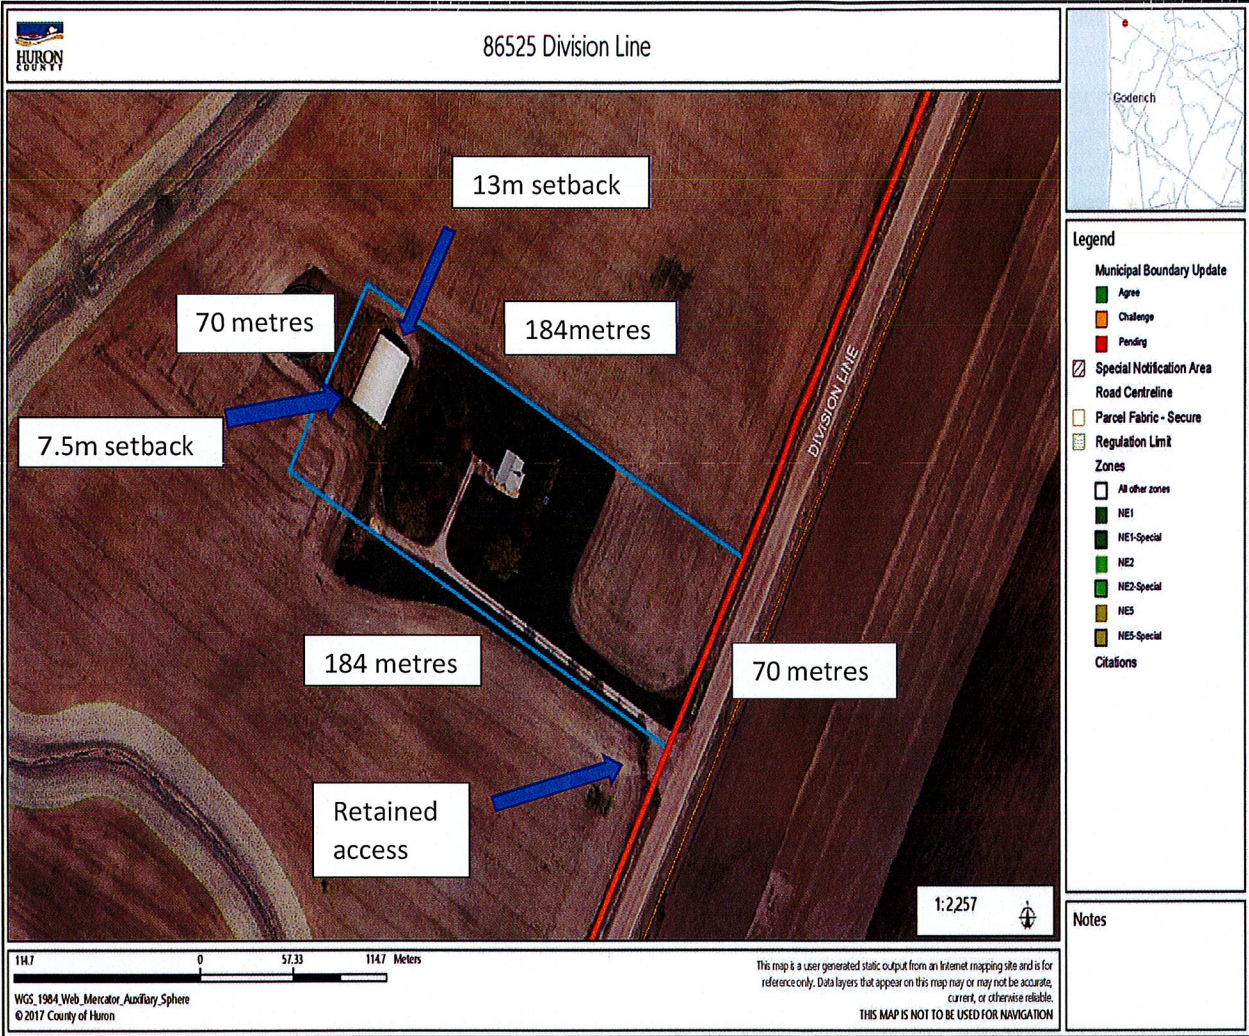 HURON
COUNTY
86525 Division Line
Goderich
13m setback
70 metres
184metres
DIVISION LINE
7.5m setback
184 metres
70 metres
Retained
access
1:2,257
Legend
Municipal Boundary Update
Agree
Challenge
Pending
Special Notification Area
Road Centreline
Parcel Fabric - Secure
Regulation Limit
Zones
All other zones
NE1
NE1-Special
NE2
NE2-Special
NE5
NE5-Special
Citations
Notes
114.7 0 57.33 114.7 Meters
WGS_1984_Web_Mercator_Auxiliary_Sphere
© 2017 County of Huron
This map is a user generated static output from an Internet mapping site and is for
reference only. Data layers that appear on this map may or may not be accurate,
current, or otherwise reliable.
THIS MAP IS NOT TO BE USED FOR NAVIGATION